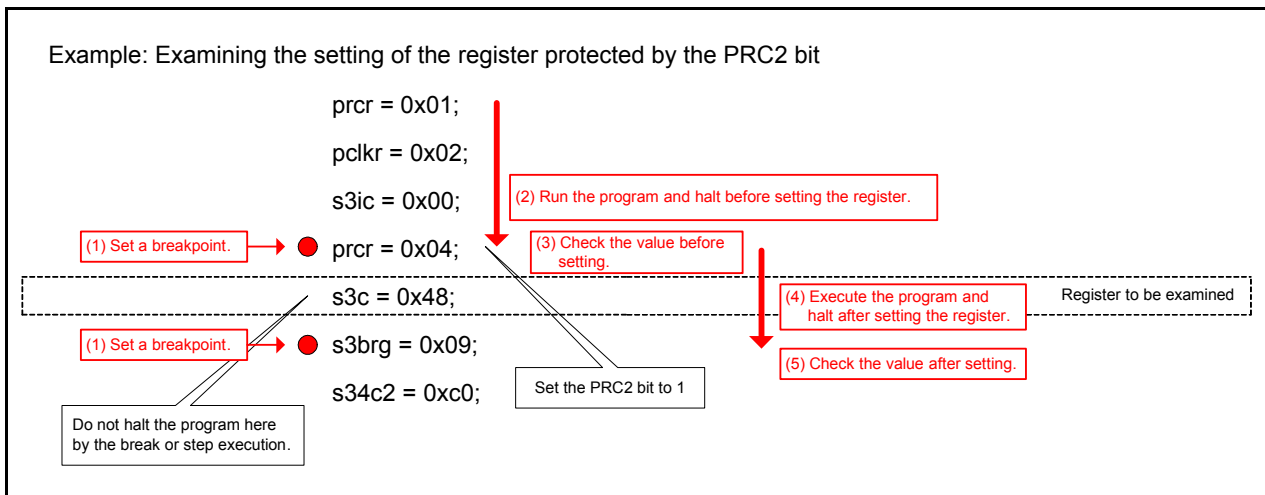 Example: Examining the setting of the register protected by the PRC2 bit
prcr = 0x01;
pclkr = 0x02;
s3ic = 0x00;
(2) Run the program and halt before setting the register.
(1) Set a breakpoint.
prcr = 0x04;
(3) Check the value before
setting.
s3c = 0x48;
(4) Execute the program and
halt after setting the register.
Register to be examined
(1) Set a breakpoint.
s3brg = 0x09;
(5) Check the value after setting.
s34c2 = 0xc0;
Set the PRC2 bit to 1
Do not halt the program here
by the break or step execution.